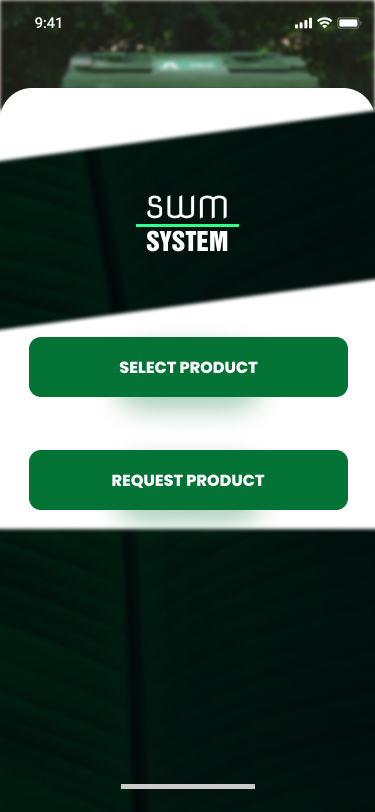 9:41
swm
SYSTEM
SELECT PRODUCT
REQUEST PRODUCT